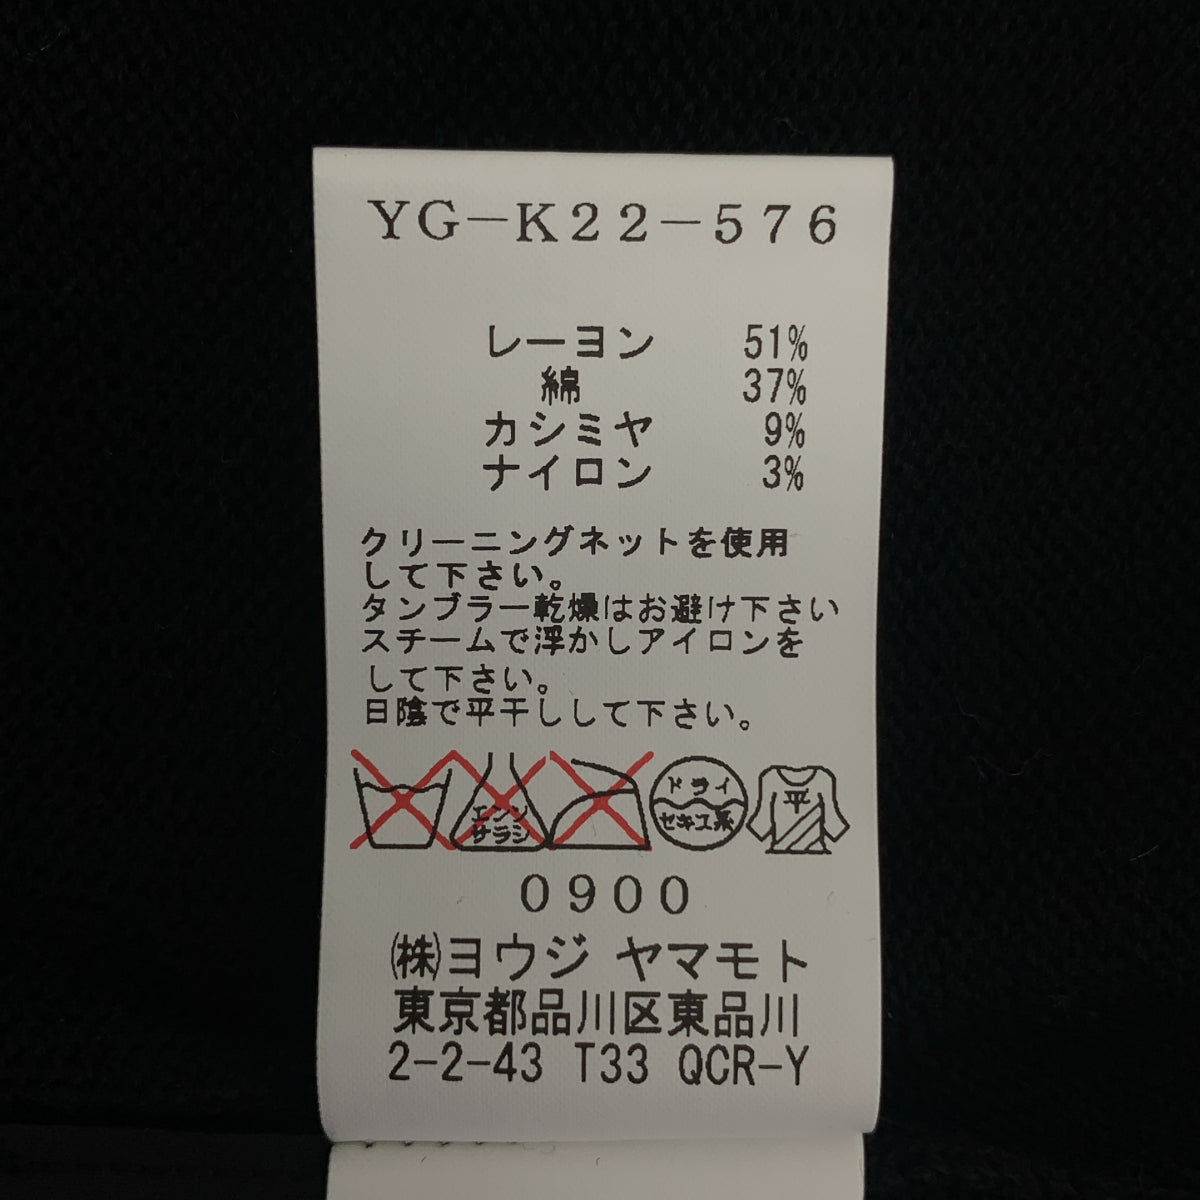 YG-K22-576
レーヨン 51%
綿 37%
カシミヤ 9%
ナイロン 3%
クリーニングネットを使用
して下さい。
タンブラー乾燥はお避け下さい
スチームで浮かしアイロンを
して下さい。
日陰で平干しして下さい。
エンソ
サラシ
ドライ
セキユ系
平
0900
㈱ヨウジ ヤマモト
東京都品川区東品川
2-2-43 T33 QCR-Y